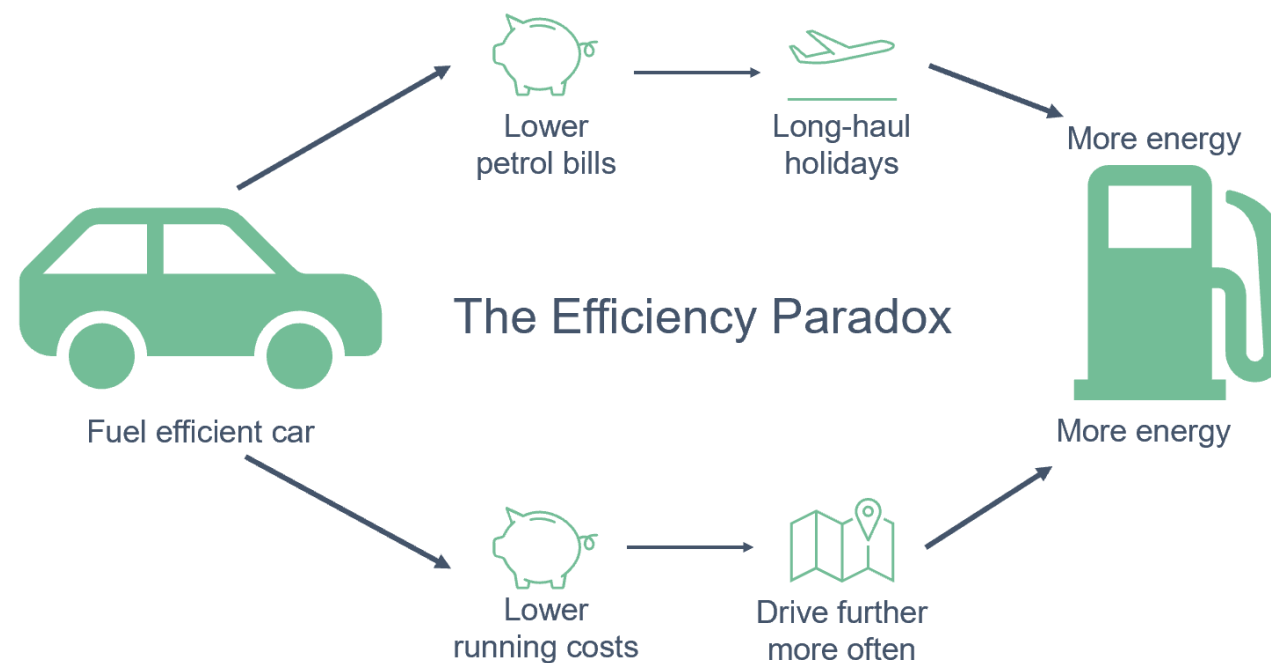 Lower
petrol bills
Long-haul
holidays
More energy
The Efficiency Paradox
Fuel efficient car
More energy
Lower
running costs
Drive further
more often